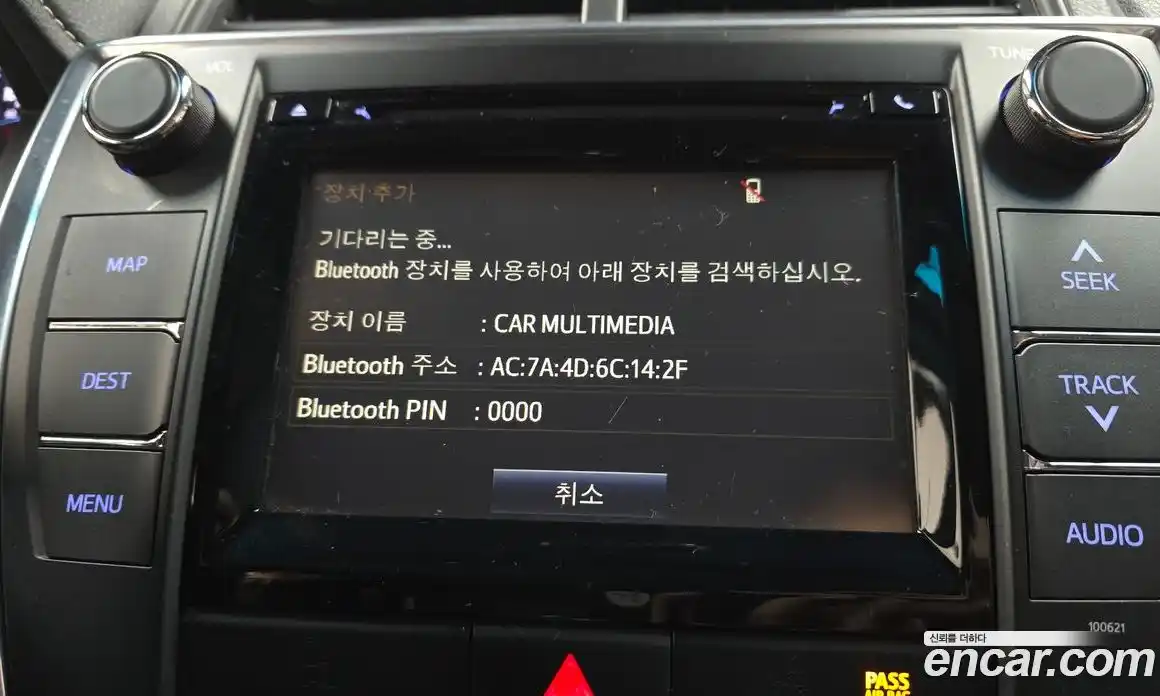 VOL
TUNE
장치 추가
기다리는 중...
Bluetooth 장치를 사용하여 아래 장치를 검색하십시오.
장치 이름 : CAR MULTIMEDIA
Bluetooth 주소 : AC:7A:4D:6C:14:2F
Bluetooth PIN : 0000
취소
MAP
DEST
MENU
SEEK
TRACK
AUDIO
100621
PASS
AIR BAG
신뢰를 더하다
encar.com